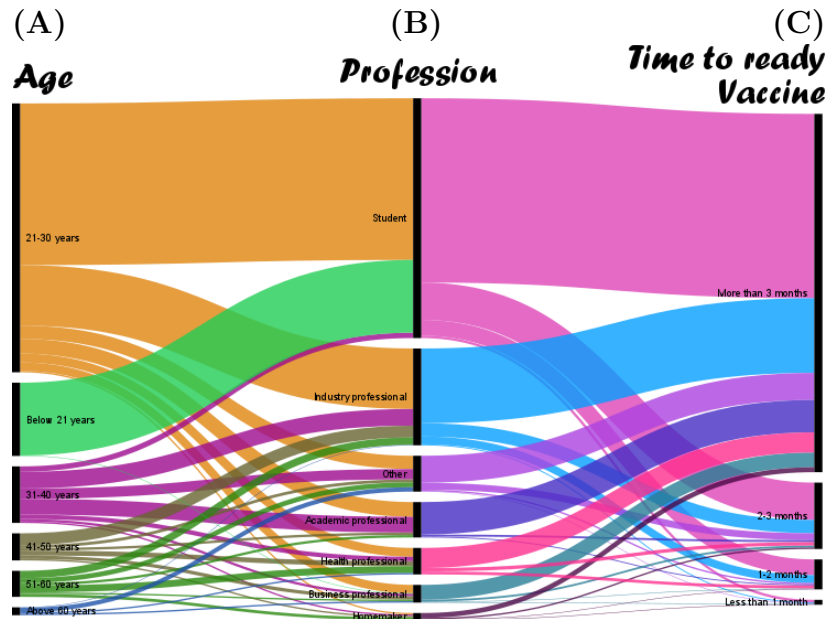 (A)
(B)
(C)
Age
Profession
Time to ready
Vaccine
21-30 years
Below 21 years
31-40 years
41-50 years
51-60 years
Above 60 years
Student
Industry professional
Other
Academic professional
Health professional
Business professional
Homemaker
More than 3 months
2-3 months
1-2 months
Less than 1 month